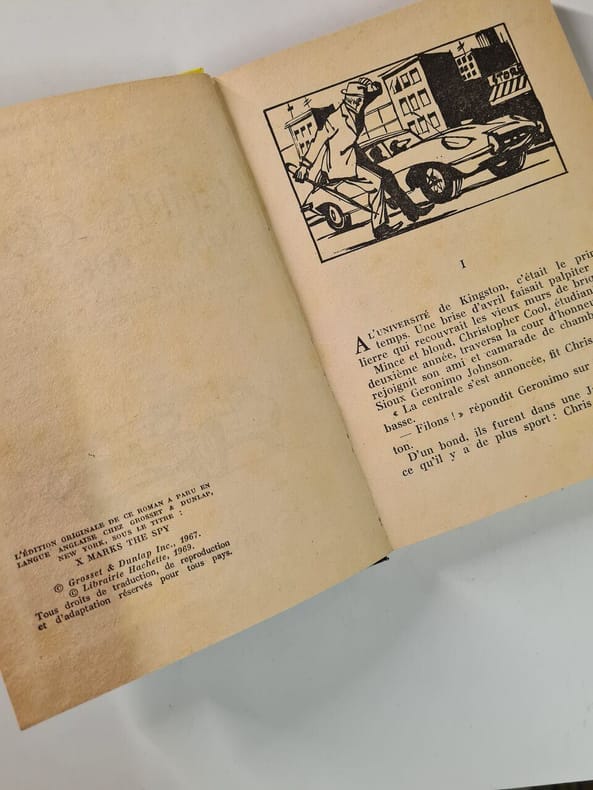 L'ÉDITION ORIGINALE DE CE ROMAN A PARU EN
LANGUE ANGLAISE CHEZ GROSSET & DUNLAP,
NEW YORK, SOUS LE TITRE :
X MARKS THE SPY
© Grosset & Dunlap Inc., 1967.
© Librairie Hachette, 1969.
Tous droits de traduction, de reproduction
et d'adaptation réservés pour tous pays.
STORE
I
A L'UNIVERSITÉ de Kingston, c'était le prin
temps. Une brise d'avril faisait palpiter
lierre qui recouvrait les vieux murs de briq
Mince et blond, Christopher Cool, étudian
deuxième année, traversa la cour d'honneu
rejoignit son ami et camarade de chamb
Sioux Geronimo Johnson.
« La centrale s'est annoncée, fit Chris
basse.
— Filons ! » répondit Geronimo sur
ton.
D'un bond, ils furent dans une J
ce qu'il y a de plus sport : Chris